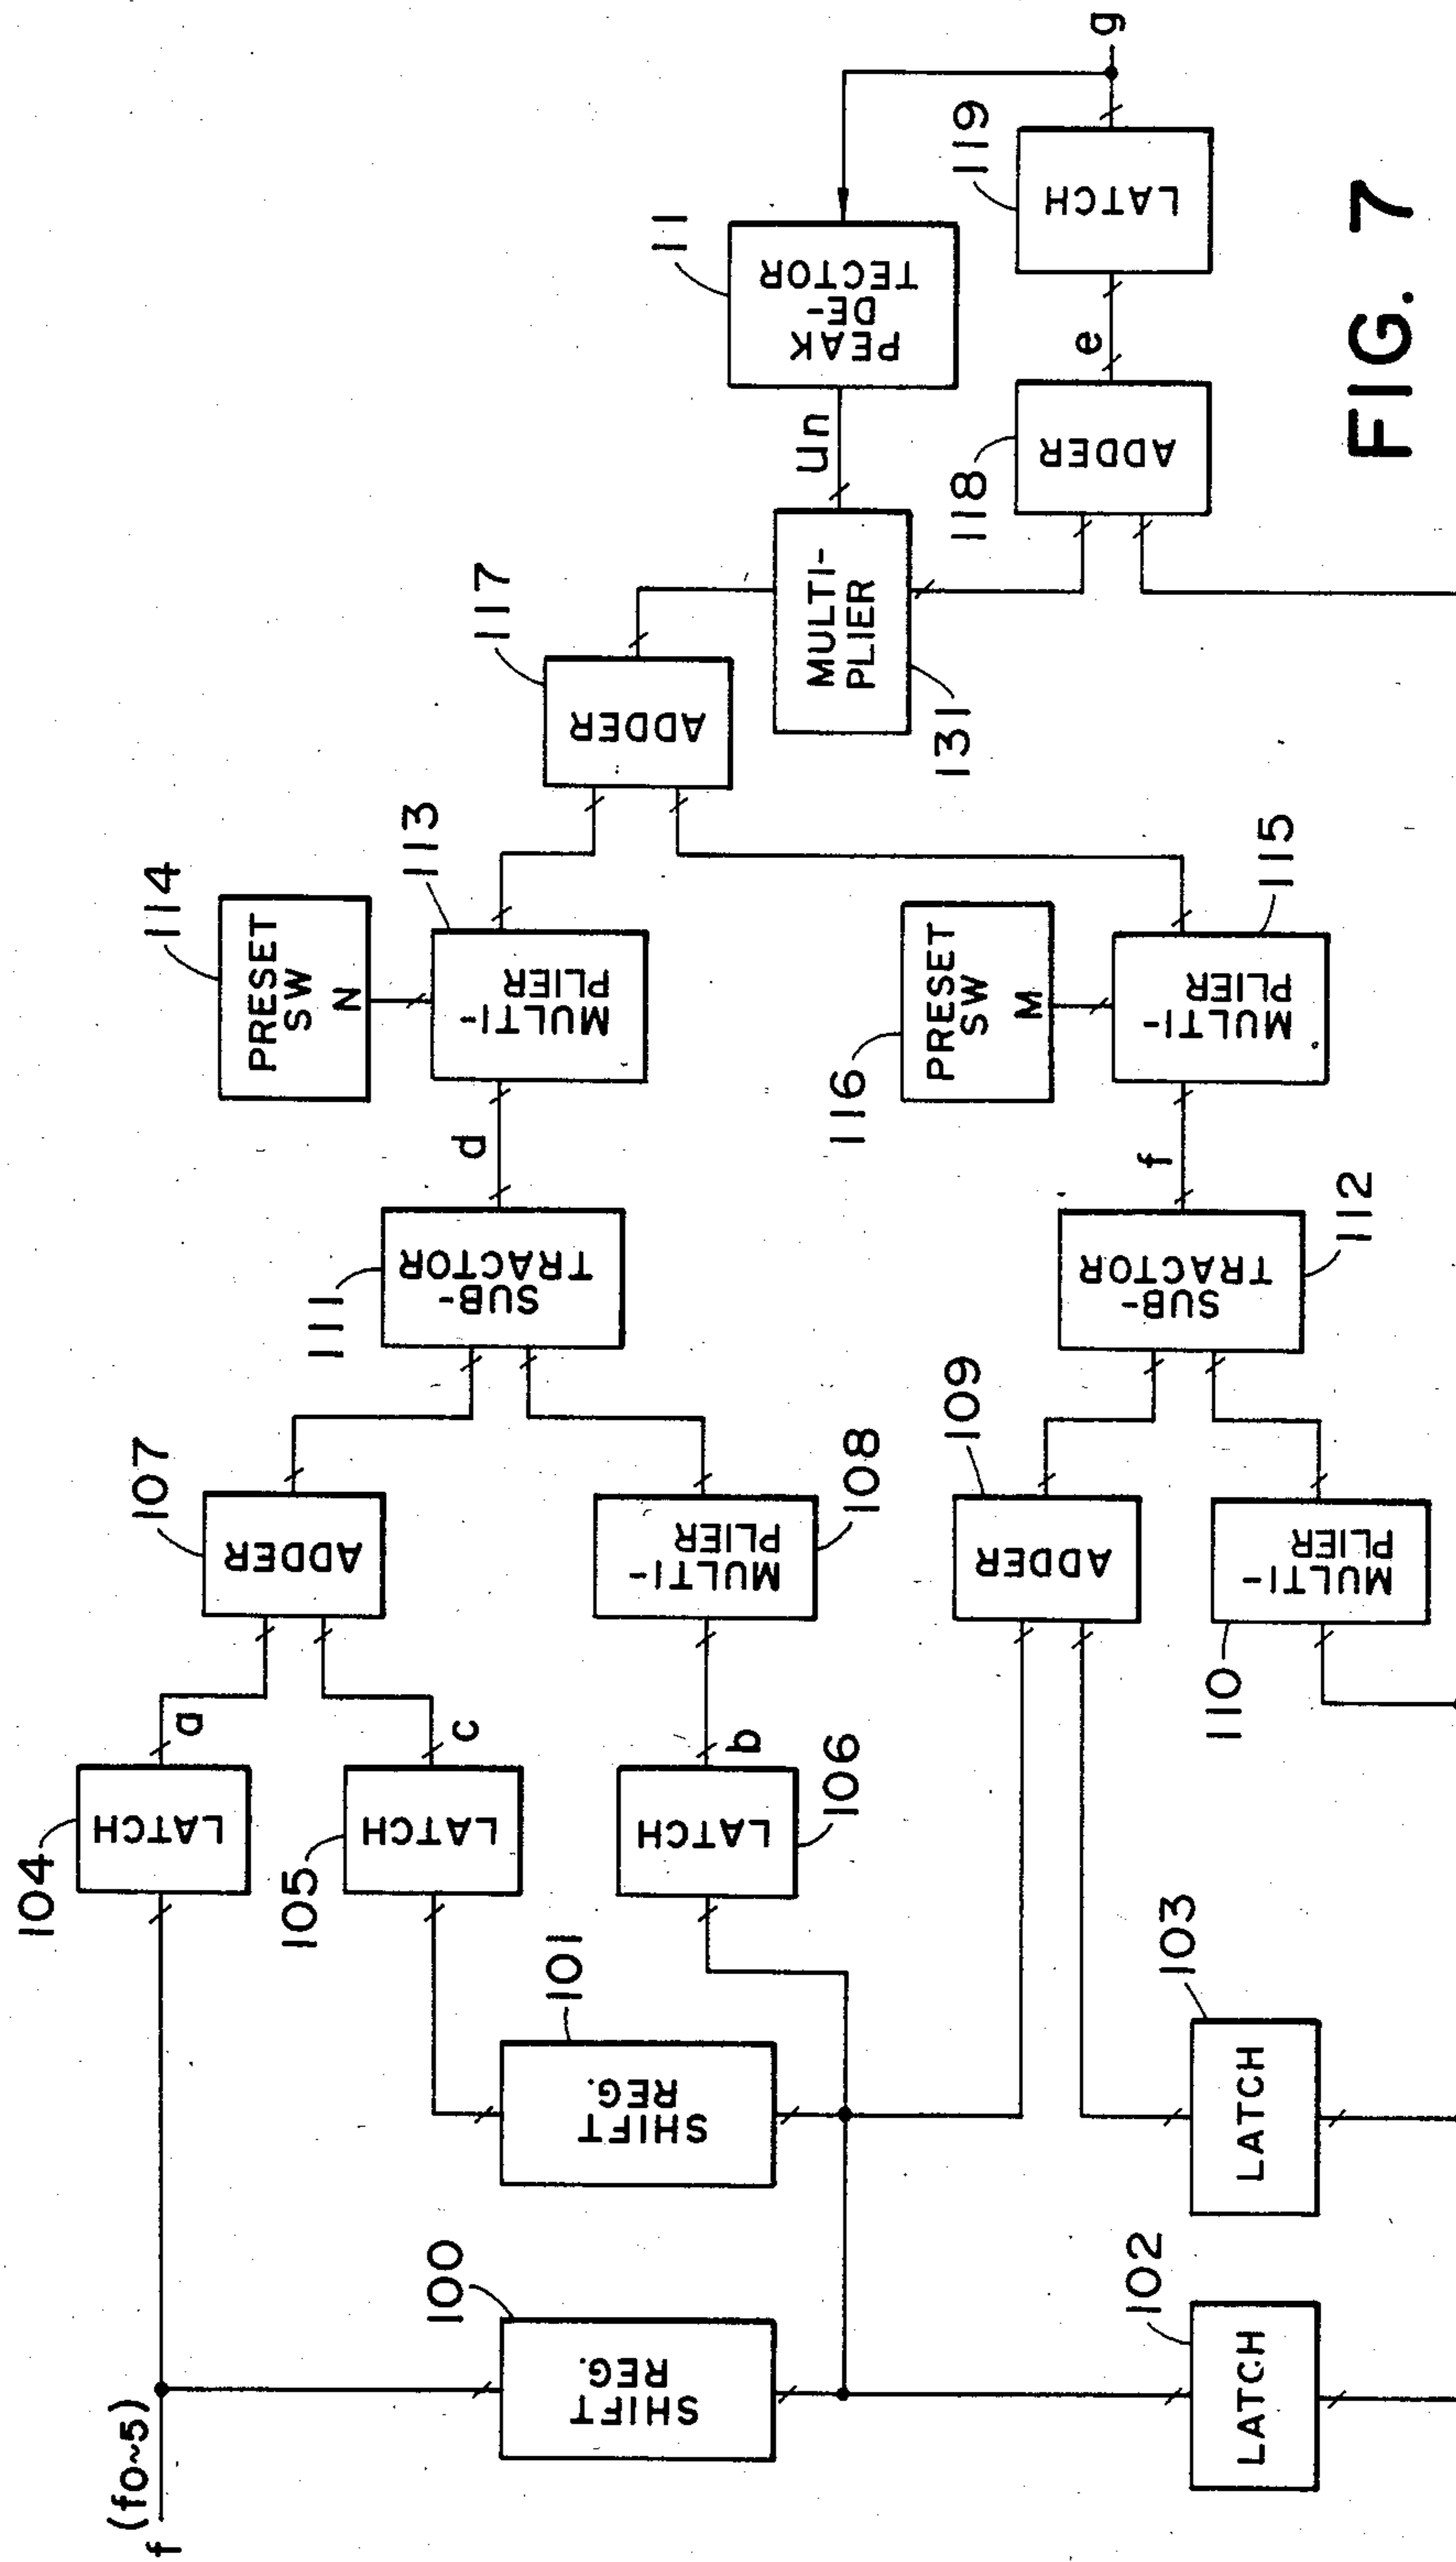 f (fo~5)
100
SHIFT
REG.
102
LATCH
101
SHIFT
REG.
103
LATCH
104
LATCH
105
LATCH
106
LATCH
a
c
b
107
ADDER
108
MULTI-
PLIER
109
ADDER
110
MULTI-
PLIER
111
SUB-
TRACTOR
112
SUB-
TRACTOR
d
f
114
PRESET
SW
N
113
MULTI-
PLIER
116
PRESET
SW
M
115
MULTI-
PLIER
117
ADDER
131
MULTI-
PLIER
Un
11
PEAK
DE-
TECTOR
118
ADDER
e
119
LATCH
g
FIG. 7